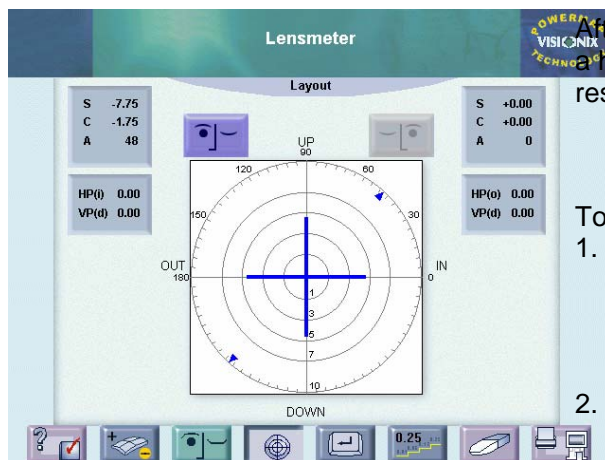 Lensmeter
POWERMAP
VISIONIX
TECHNOLOGY
Layout
S -7.75
C -1.75
A 48
HP(i) 0.00
VP(d) 0.00
S +0.00
C +0.00
A 0
HP(o) 0.00
VP(d) 0.00
UP
90
120
60
150
30
OUT
180
IN
0
1
3
5
7
10
DOWN
?
0.25
To
1.
2.